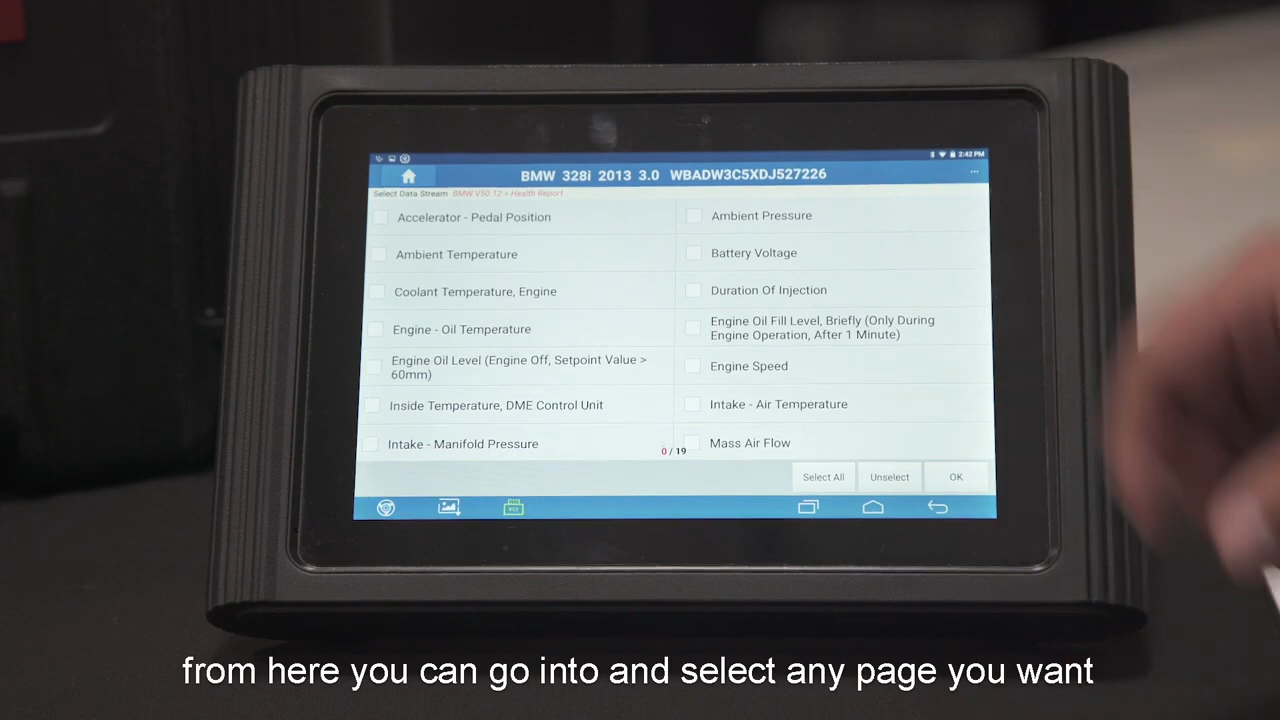 2:42 PM
BMW 328i 2013 3.0 WBADW3C5XDJ527226
Select Data Stream BMW V50.12 > Health Report
Accelerator - Pedal Position
Ambient Pressure
Ambient Temperature
Battery Voltage
Coolant Temperature, Engine
Duration Of Injection
Engine - Oil Temperature
Engine Oil Fill Level, Briefly (Only During
Engine Operation, After 1 Minute)
Engine Oil Level (Engine Off, Setpoint Value >
60mm)
Engine Speed
Inside Temperature, DME Control Unit
Intake - Air Temperature
Intake - Manifold Pressure
0 / 19
Mass Air Flow
Select All
Unselect
OK
VCI
from here you can go into and select any page you want